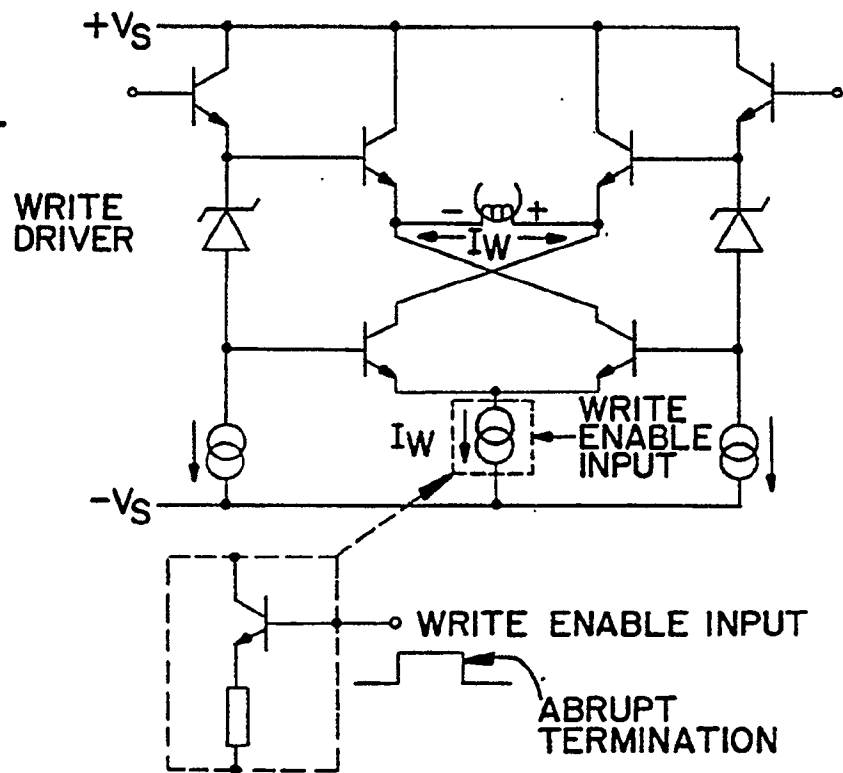 +VS
WRITE
DRIVER
- +
IW
IW
WRITE
ENABLE
INPUT
-VS
WRITE ENABLE INPUT
ABRUPT
TERMINATION